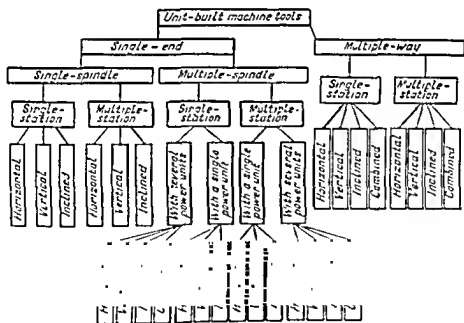 Unit-built machine tools
Single-end
Multiple-way
Single-spindle
Multiple-spindle
Single-
station
Multiple-
station
Single-
station
Multiple-
station
Single-
station
Multiple-
station
Horizontal
Vertical
Inclined
Horizontal
Vertical
Inclined
With several
power units
With a single
power unit
With a single
power unit
With several
power units
Horizontal
Vertical
Inclined
Combined
Horizontal
Vertical
Inclined
Combined